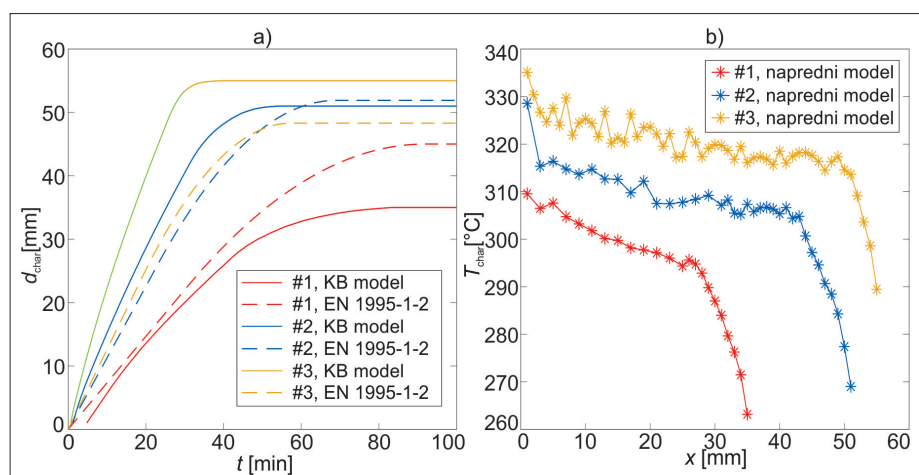 a)
60
50
40
30
20
10
0
d_char[mm]
0 20 40 60 80 100
t [min]
#1, KB model
#1, EN 1995-1-2
#2, KB model
#2, EN 1995-1-2
#3, KB model
#3, EN 1995-1-2
b)
340
330
320
310
300
290
280
270
260
T_char[°C]
0 10 20 30 40 50 60
x [mm]
#1, napredni model
#2, napredni model
#3, napredni model